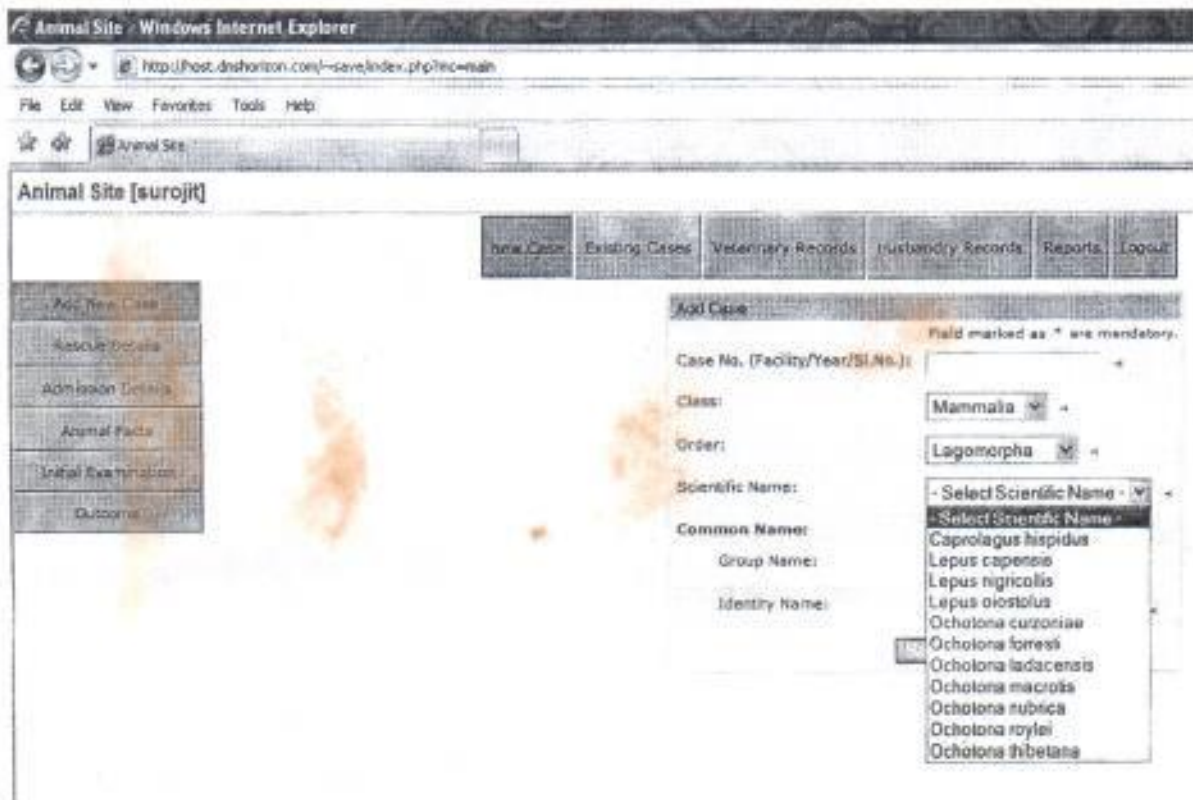 Animal Site - Windows Internet Explorer
http://host.dnshorizon.com/~save/index.php?inc=main
File Edit View Favorites Tools Help
Animal Site
Animal Site [surojit]
New Case Existing Cases Veterinary Records Husbandry Records Reports Logout
Add New Case
Rescue Details
Admission Details
Animal Facts
Initial Examination
Outcome
Add Case
Field marked as * are mandatory.
Case No. (Facility/Year/Sl.No.):
Class: Mammalia
Order: Lagomorpha
Scientific Name: - Select Scientific Name -
- Select Scientific Name -
Common Name:
Group Name:
Identity Name:
Caprolagus hispidus
Lepus capensis
Lepus nigricollis
Lepus oiostolus
Ochotona curzoniae
Ochotona forresti
Ochotona ladacensis
Ochotona macrotis
Ochotona nubrica
Ochotona roylei
Ochotona thibetana